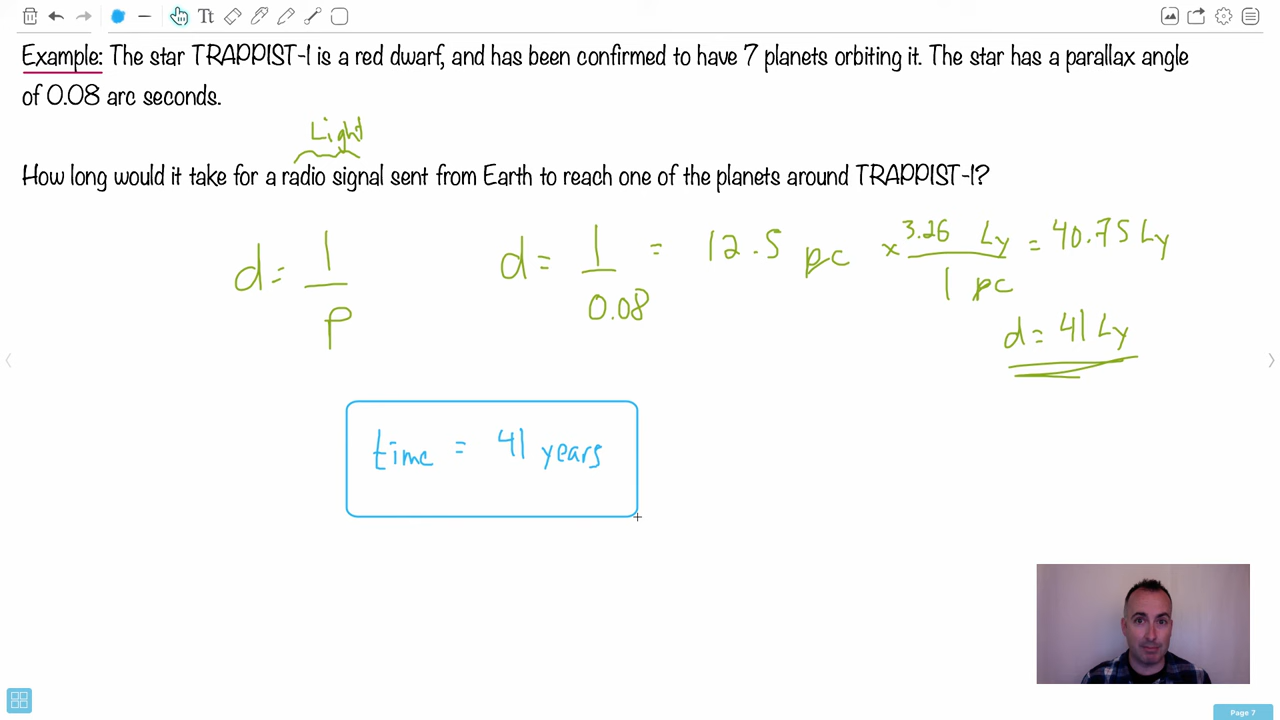 Tt
Example: The star TRAPPIST-1 is a red dwarf, and has been confirmed to have 7 planets orbiting it. The star has a parallax angle
of 0.08 arc seconds.
Light
How long would it take for a radio signal sent from Earth to reach one of the planets around TRAPPIST-1?
d = 1/p
d = 1/0.08 = 12.5 pc × 3.26 Ly/1 pc = 40.75 Ly
d = 41 Ly
time = 41 years
Page 7